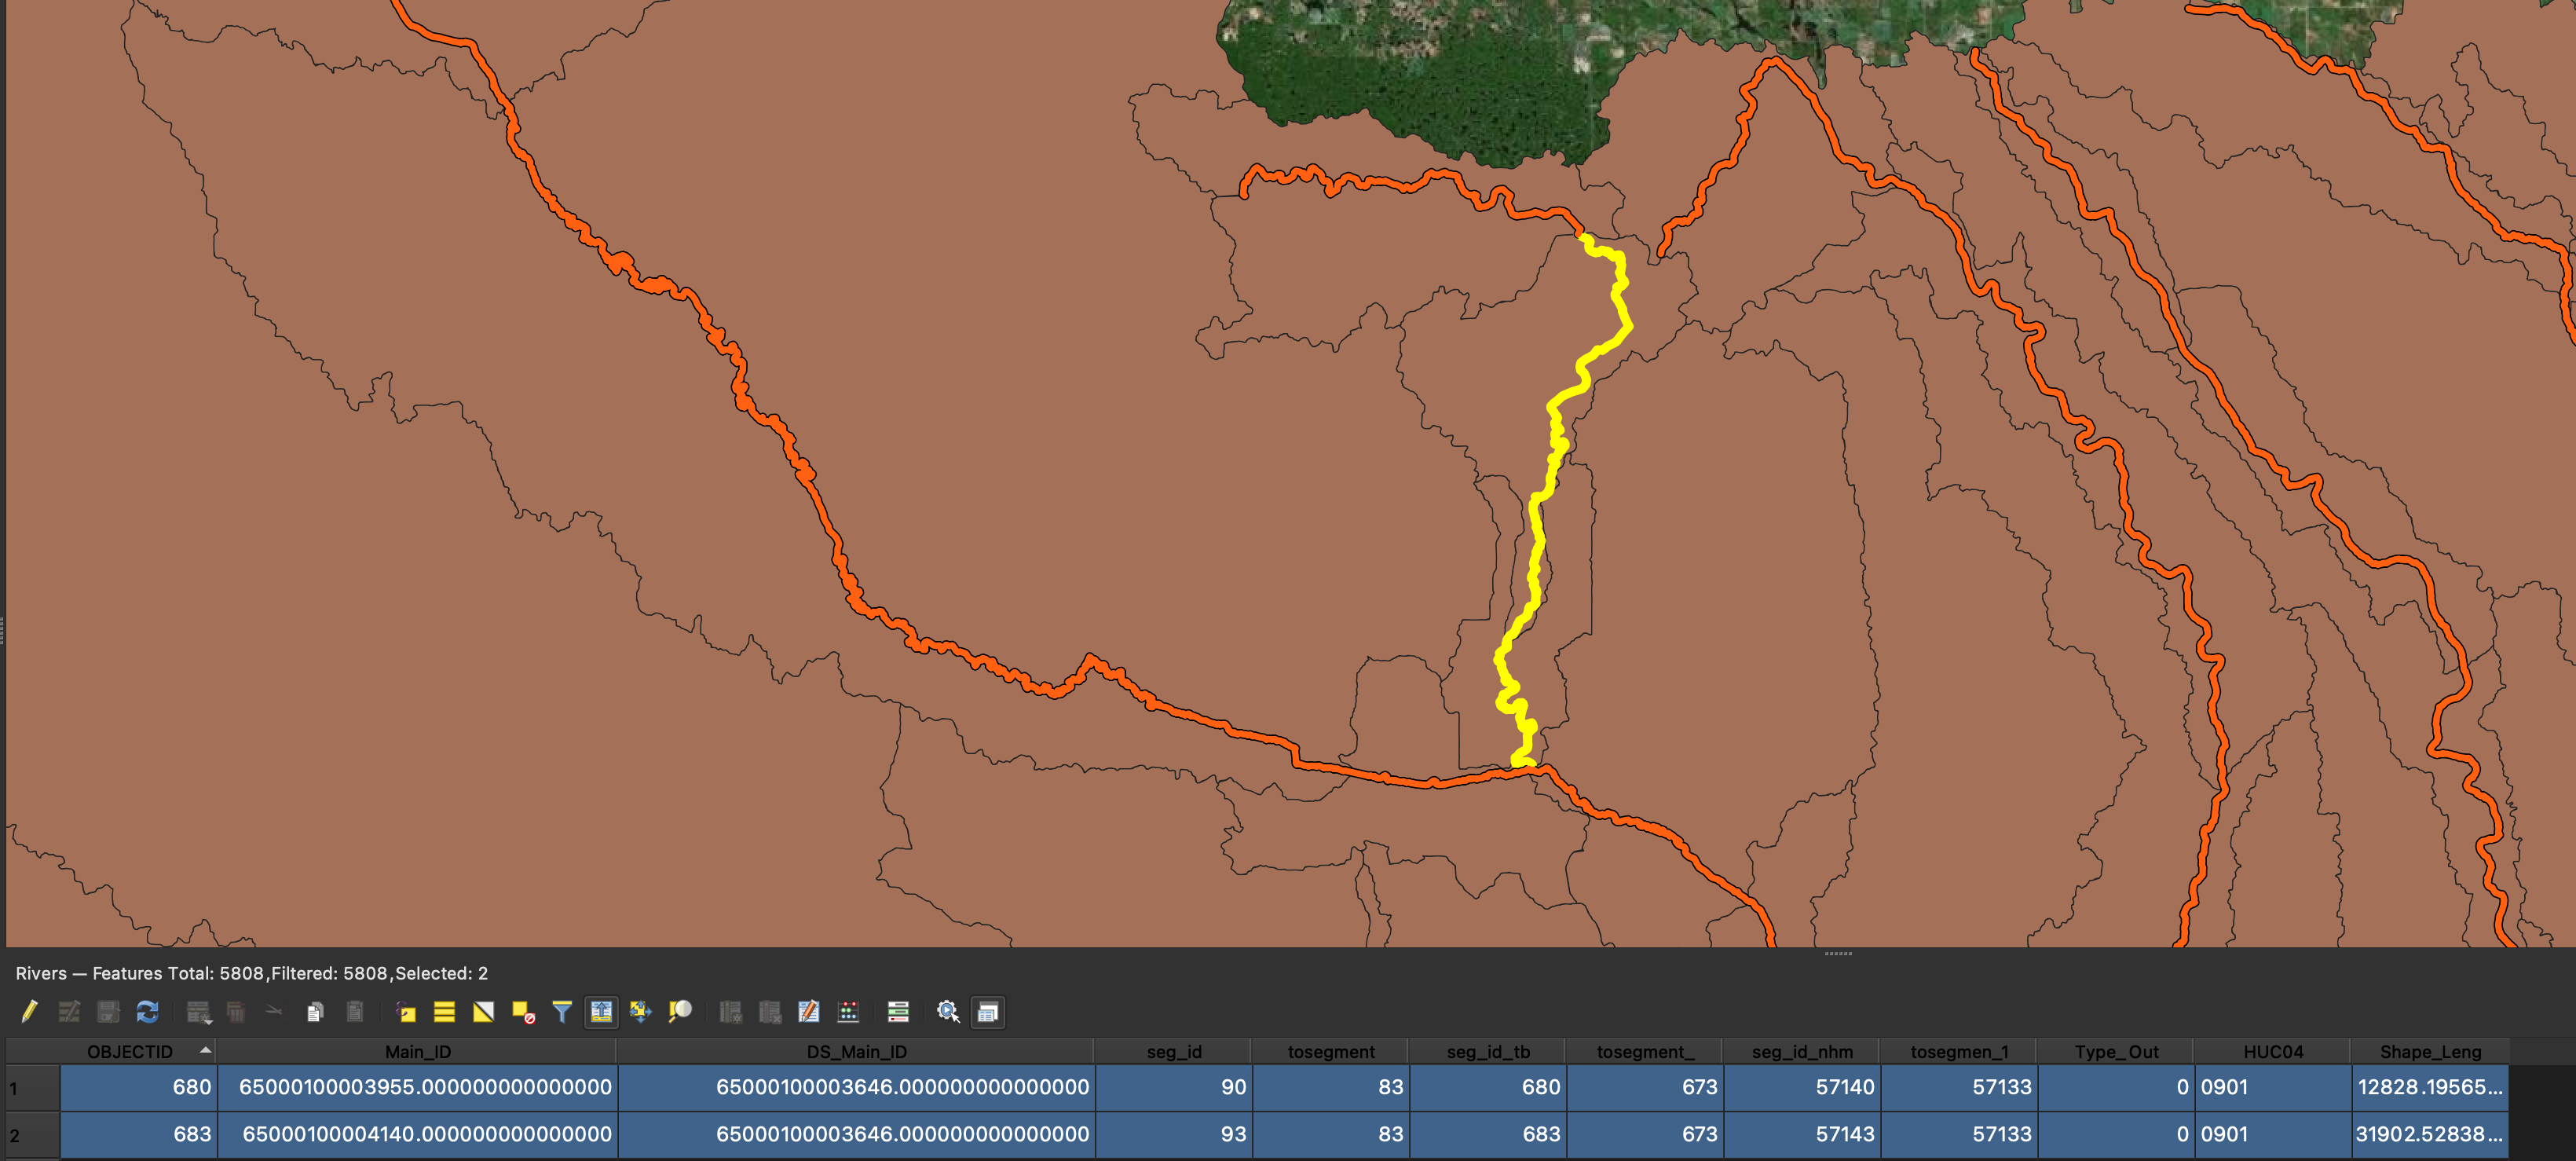 Rivers — Features Total: 5808,Filtered: 5808,Selected: 2
OBJECTID Main_ID DS_Main_ID seg_id tosegment seg_id_tb tosegment_ seg_id_nhm tosegmen_1 Type_Out HUC04 Shape_Leng
1 680 65000100003955.000000000000000 65000100003646.000000000000000 90 83 680 673 57140 57133 0 0901 12828.19565...
2 683 65000100004140.000000000000000 65000100003646.000000000000000 93 83 683 673 57143 57133 0 0901 31902.52838...